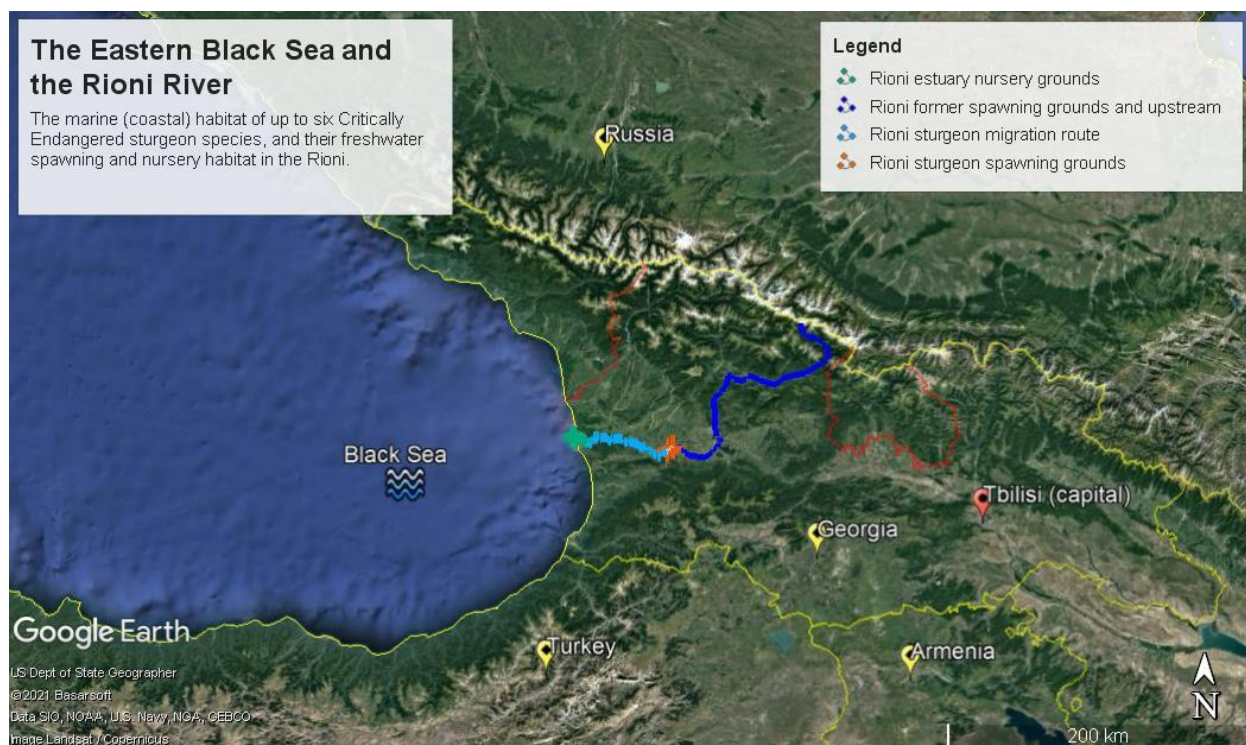 The Eastern Black Sea and
the Rioni River
The marine (coastal) habitat of up to six Critically
Endangered sturgeon species, and their freshwater
spawning and nursery habitat in the Rioni.
Legend
Rioni estuary nursery grounds
Rioni former spawning grounds and upstream
Rioni sturgeon migration route
Rioni sturgeon spawning grounds
Russia
Black Sea
Tbilisi (capital)
Georgia
Turkey
Armenia
Google Earth
US Dept of State Geographer
©2021 Basarsoft
Data SIO, NOAA, U.S. Navy, NGA, GEBCO
Image Landsat / Copernicus
N
200 km